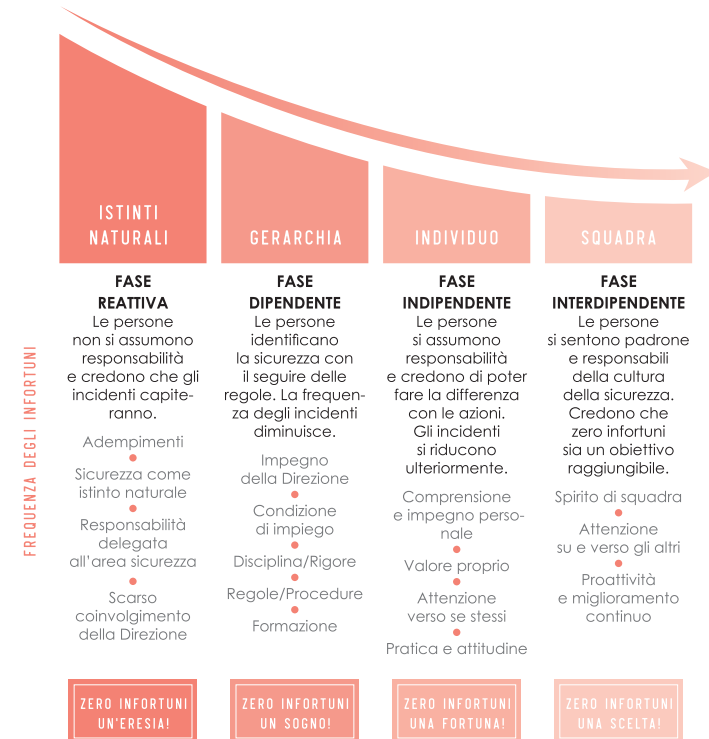 FREQUENZA DEGLI INFORTUNI
ISTINTI
NATURALI
FASE
REATTIVA
Le persone
non si assumono
responsabilità
e credono che gli
incidenti capite-
ranno.
Adempimenti
Sicurezza come
istinto naturale
Responsabilità
delegata
all'area sicurezza
Scarso
coinvolgimento
della Direzione
ZERO INFORTUNI
UN'ERESIA!
GERARCHIA
FASE
DIPENDENTE
Le persone
identificano
la sicurezza con
il seguire delle
regole. La frequen-
za degli incidenti
diminuisce.
Impegno
della Direzione
Condizione
di impiego
Disciplina/Rigore
Regole/Procedure
Formazione
ZERO INFORTUNI
UN SOGNO!
INDIVIDUO
FASE
INDIPENDENTE
Le persone
si assumono
responsabilità
e credono di poter
fare la differenza
con le azioni.
Gli incidenti
si riducono
ulteriormente.
Comprensione
e impegno perso-
nale
Valore proprio
Attenzione
verso se stessi
Pratica e attitudine
ZERO INFORTUNI
UNA FORTUNA!
SQUADRA
FASE
INTERDIPENDENTE
Le persone
si sentono padrone
e responsabili
della cultura
della sicurezza.
Credono che
zero infortuni
sia un obiettivo
raggiungibile.
Spirito di squadra
Attenzione
su e verso gli altri
Proattività
e miglioramento
continuo
ZERO INFORTUNI
UNA SCELTA!